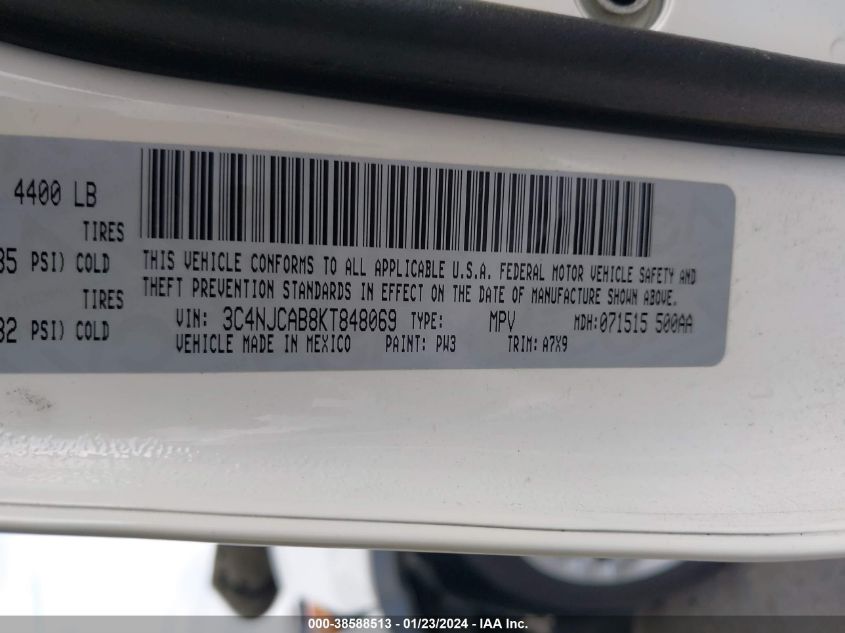 4400 LB
TIRES
35 PSI) COLD
TIRES
32 PSI) COLD
THIS VEHICLE CONFORMS TO ALL APPLICABLE U.S.A. FEDERAL MOTOR VEHICLE SAFETY AND
THEFT PREVENTION STANDARDS IN EFFECT ON THE DATE OF MANUFACTURE SHOWN ABOVE.
VIN: 3C4NJCAB8KT848069 TYPE: MPV MDH:071515 500AA
VEHICLE MADE IN MEXICO PAINT: PW3 TRIM: A7X9
000-38588513 - 01/23/2024 - IAA Inc.